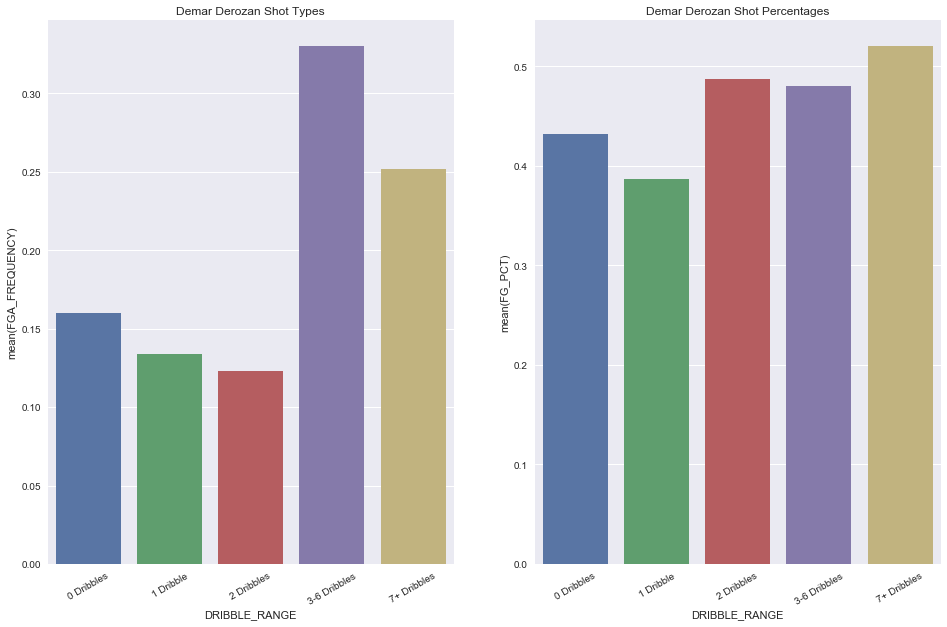 Demar Derozan Shot Types
mean(FGA_FREQUENCY)
0.30
0.25
0.20
0.15
0.10
0.05
0.00
0 Dribbles
1 Dribble
2 Dribbles
3-6 Dribbles
7+ Dribbles
DRIBBLE_RANGE
Demar Derozan Shot Percentages
mean(FG_PCT)
0.5
0.4
0.3
0.2
0.1
0.0
0 Dribbles
1 Dribble
2 Dribbles
3-6 Dribbles
7+ Dribbles
DRIBBLE_RANGE